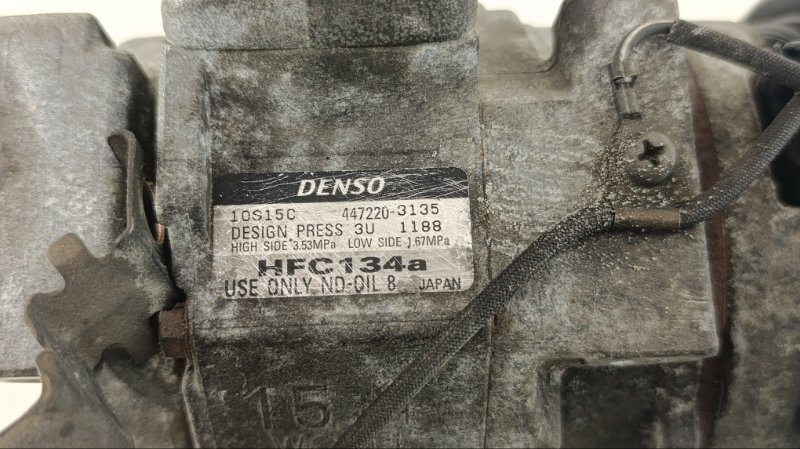 DENSO
10S15C 447220-3135
DESIGN PRESS 3U 1188
HIGH SIDE 3.53MPa LOW SIDE 1.67MPa
HFC134a
USE ONLY ND-OIL 8 JAPAN
15